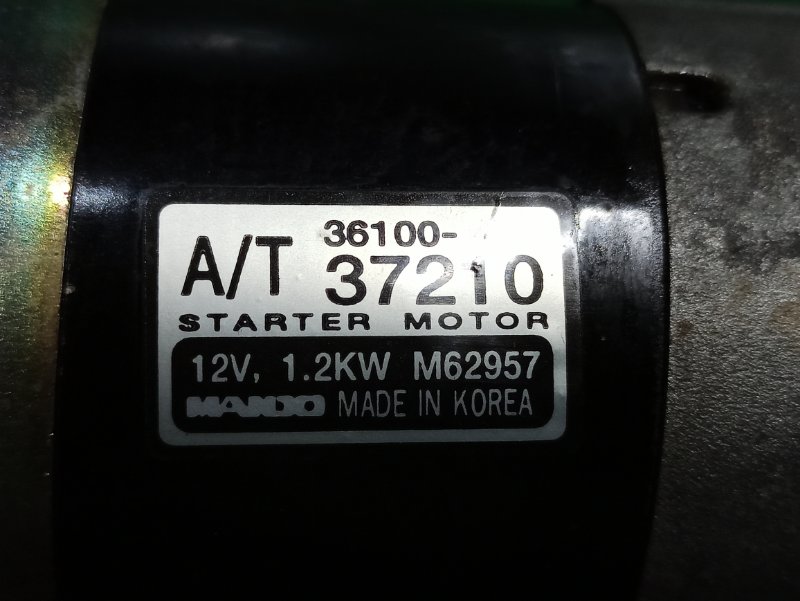 A/T 36100-
37210
STARTER MOTOR
12V, 1.2KW M62957
MANDO MADE IN KOREA